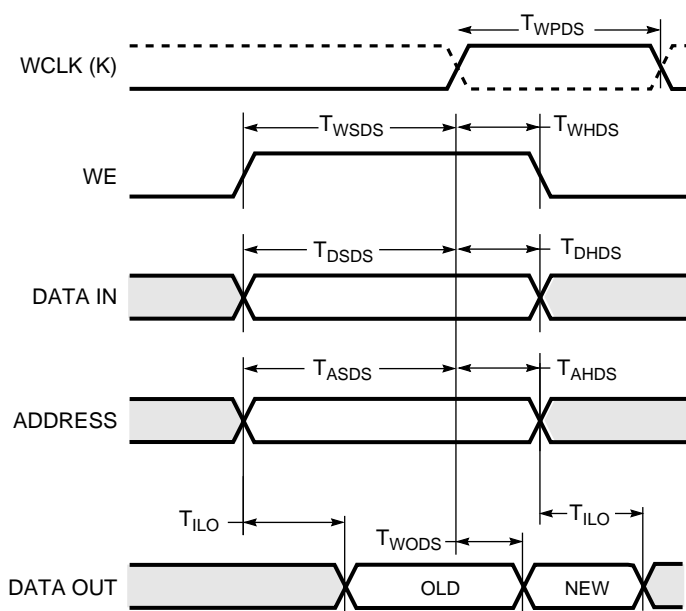 TWPDS
WCLK (K)
TWSDS TWHDS
WE
TDSDS TDHDS
DATA IN
TASDS TAHDS
ADDRESS
TILO TILO
TWODS
DATA OUT OLD NEW